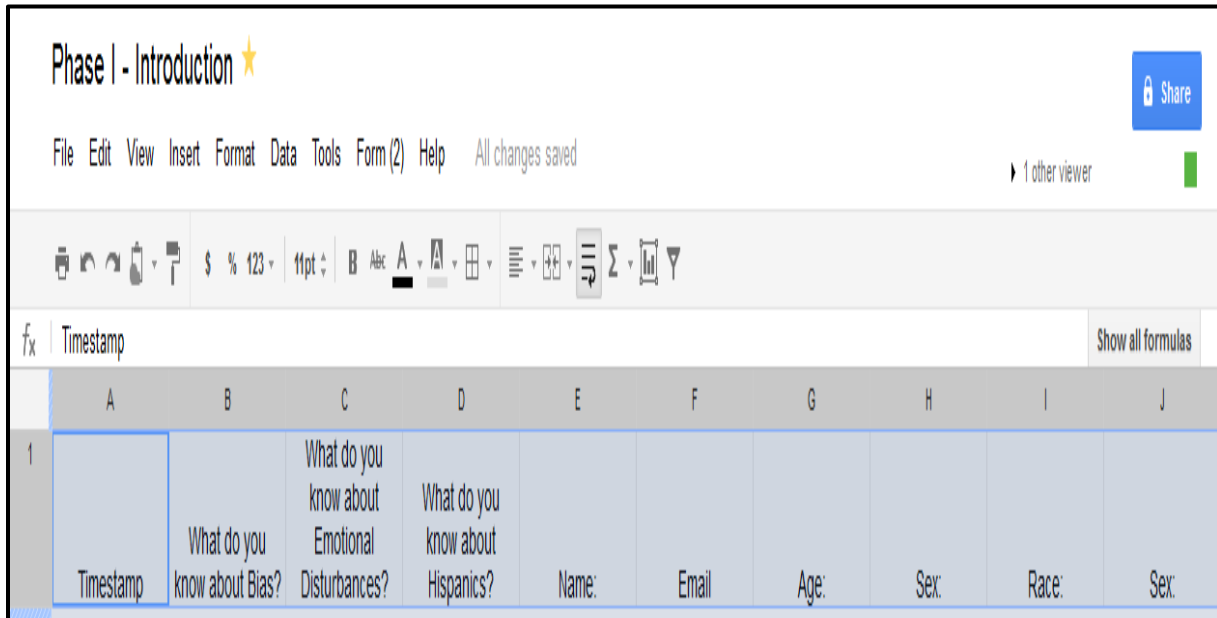 Phase I - Introduction
Share
File Edit View Insert Format Data Tools Form (2) Help All changes saved
1 other viewer
$ % 123 11pt B Abc A A Σ
fx Timestamp Show all formulas
A B C D E F G H I J
1
Timestamp
What do you
know about Bias?
What do you
know about
Emotional
Disturbances?
What do you
know about
Hispanics?
Name:
Email
Age:
Sex:
Race:
Sex: